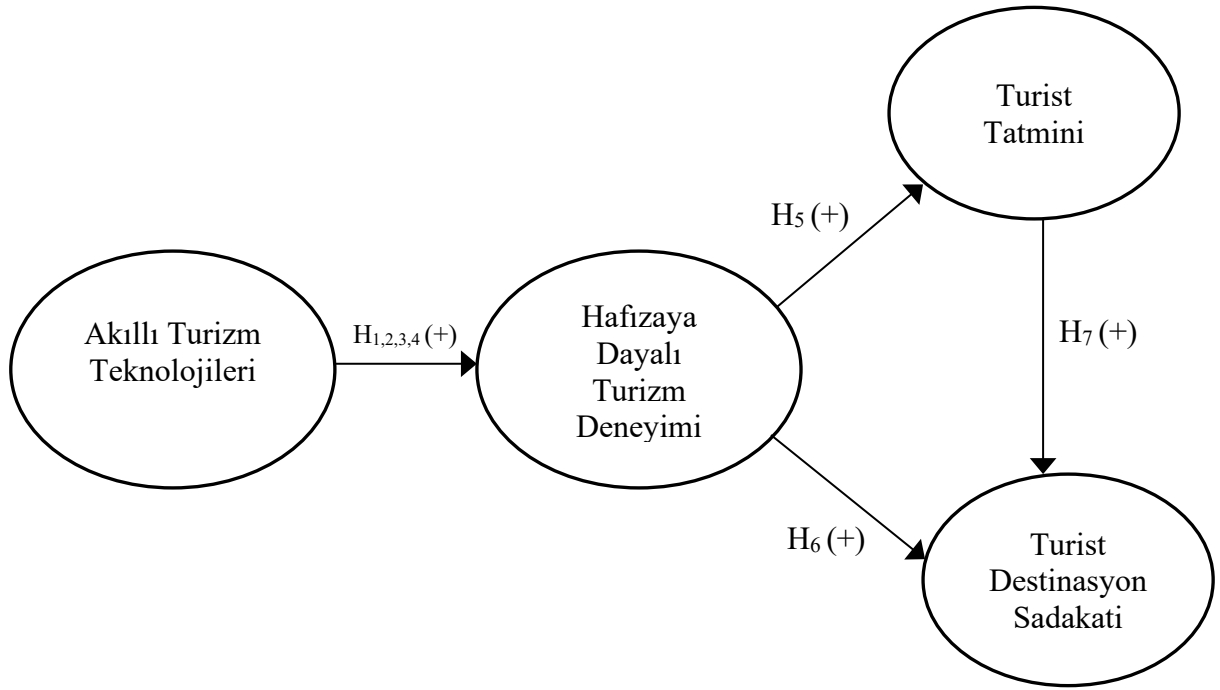 Turist
Tatmini
H5 (+)
Akıllı Turizm
Teknolojileri
H1,2,3,4 (+)
Hafızaya
Dayalı
Turizm
Deneyimi
H7 (+)
H6 (+)
Turist
Destinasyon
Sadakati